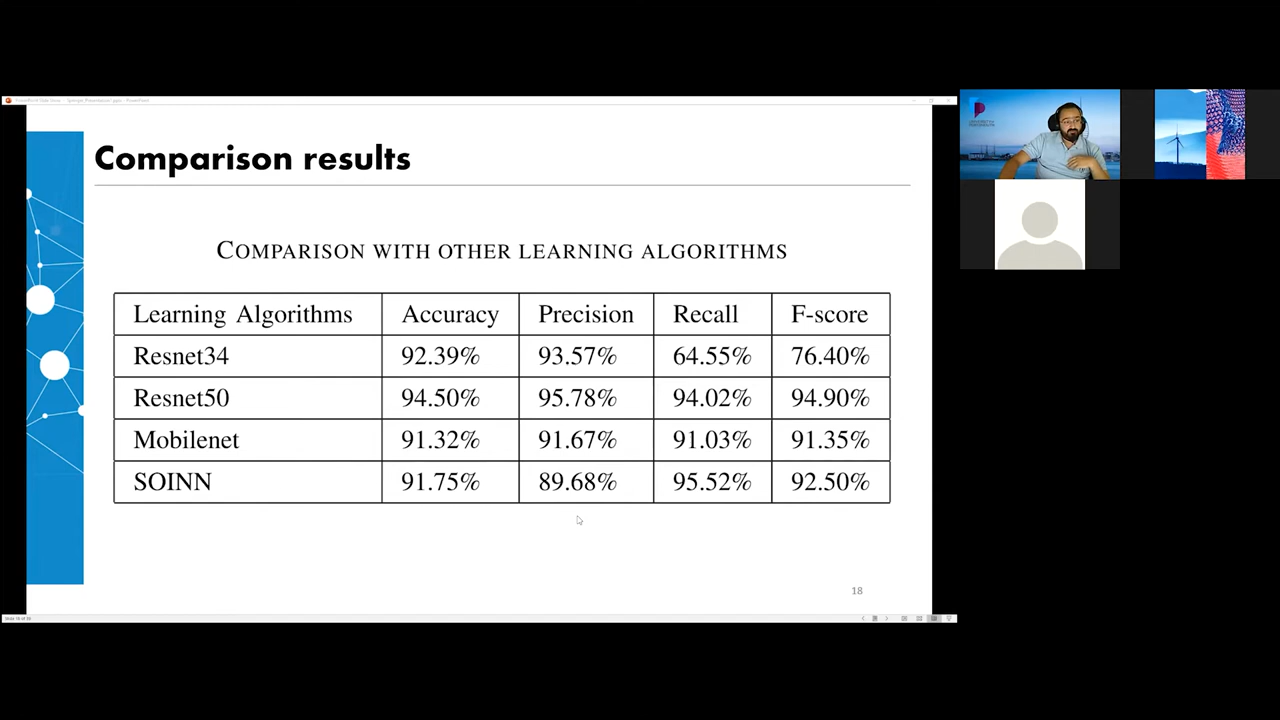 Comparison results
COMPARISON WITH OTHER LEARNING ALGORITHMS
Learning Algorithms Accuracy Precision Recall F-score
Resnet34 92.39% 93.57% 64.55% 76.40%
Resnet50 94.50% 95.78% 94.02% 94.90%
Mobilenet 91.32% 91.67% 91.03% 91.35%
SOINN 91.75% 89.68% 95.52% 92.50%
18